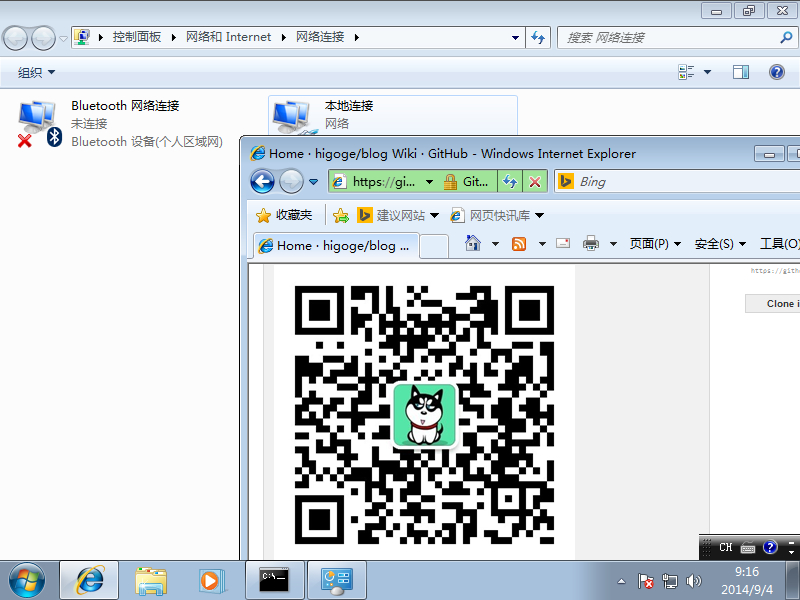 控制面板 网络和 Internet 网络连接
搜索 网络连接
组织
Bluetooth 网络连接
未连接
Bluetooth 设备(个人区域网)
本地连接
网络
Home · higoge/blog Wiki · GitHub - Windows Internet Explorer
https://gi... Git... Bing
收藏夹 建议网站 网页快讯库
Home · higoge/blog ... 页面(P) 安全(S) 工具(O)
https://gith
Clone i
CH
C:\
9:16
2014/9/4